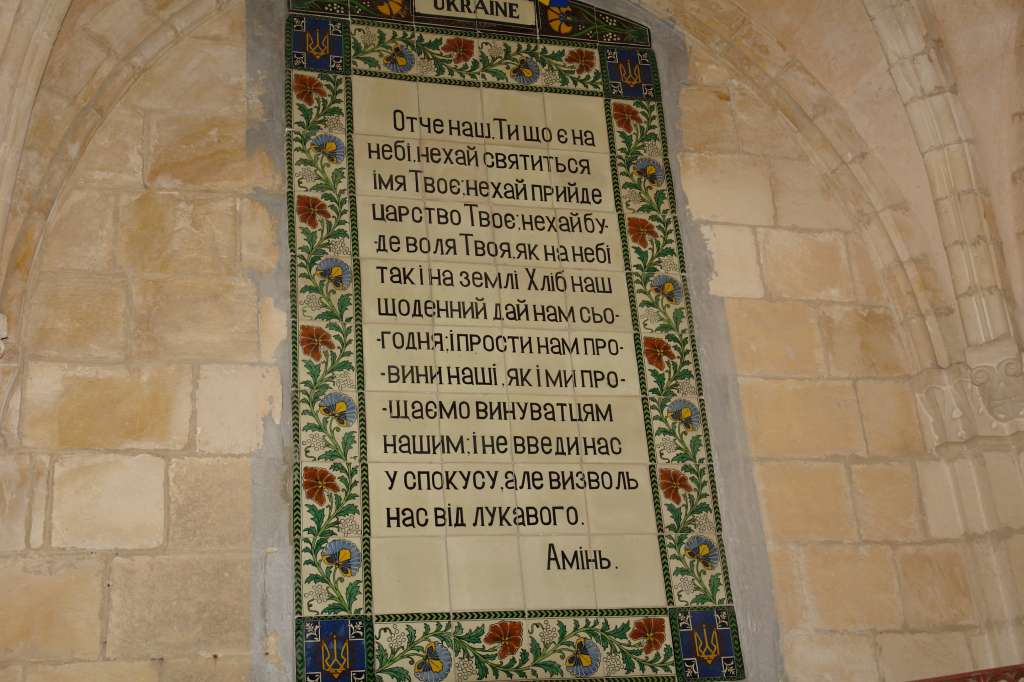 UKRAINE
Отче наш, Ти що є на
небі, нехай святиться
імя Твоє; нехай прийде
царство Твоє; нехай бу-
-де воля Твоя, як на небі
так і на землі Хліб наш
щоденний дай нам сьо-
-годня; і прости нам про-
-вини наші, як і ми про-
-щаємо винуватцям
нашим; і не введи нас
у спокусу, але визволь
нас від лукавого.
Амінь.